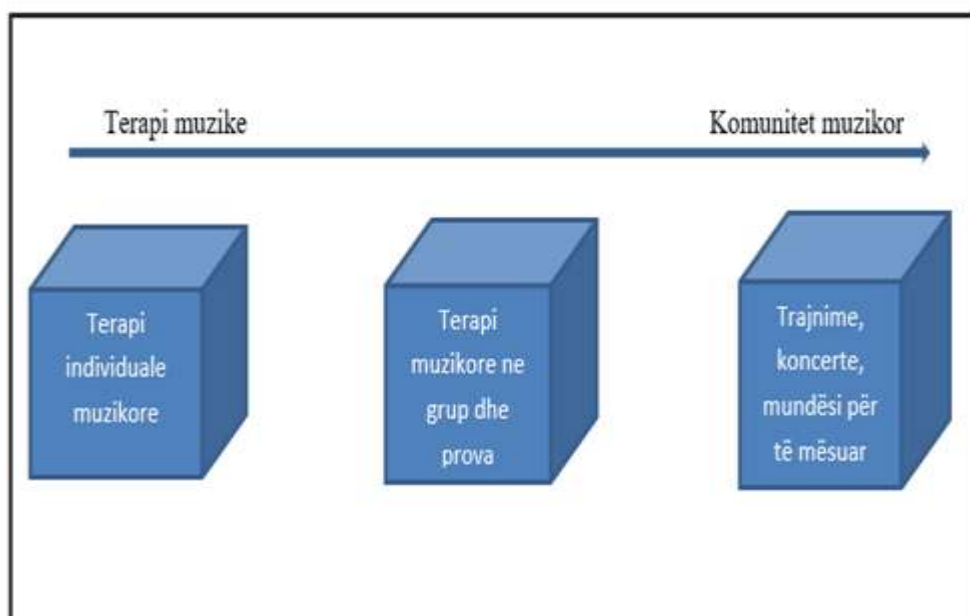 Terapi muzike
Komunitet muzikor
Terapi
individuale
muzikore
Terapi
muzikore ne
grup dhe
prova
Trajnime,
koncerte,
mundësi për
të mësuar